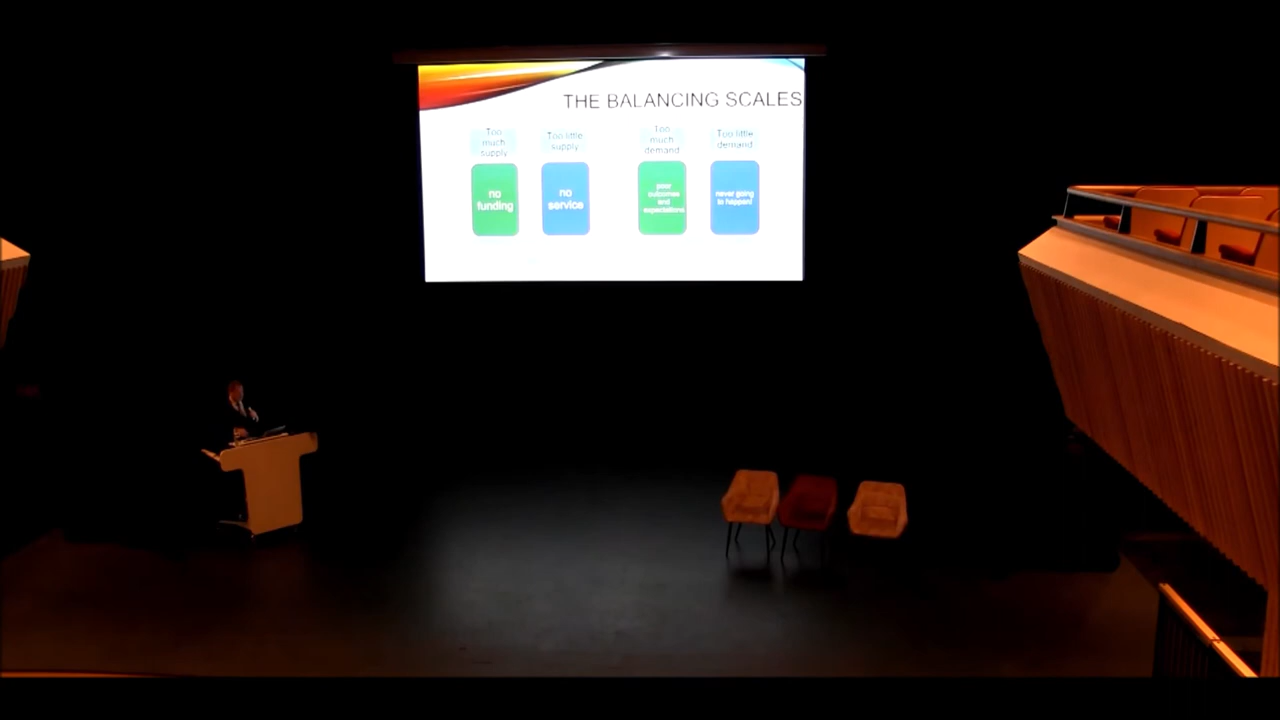 THE BALANCING SCALES
Too
much
supply
no
funding
Too little
supply
no
service
Too
much
demand
poor
outcomes
and
expectations
Too little
demand
never going
to happen!